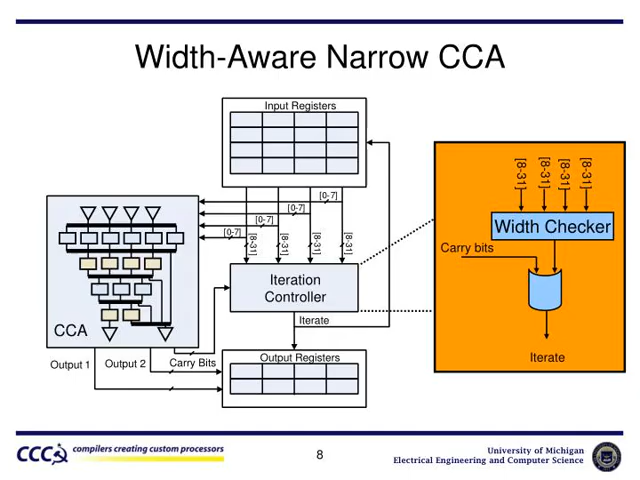 Width-Aware Narrow CCA
Input Registers
[0-7]
[0-7]
[0-7]
[8-31]
[8-31]
[8-31]
[8-31]
Iteration
Controller
Iterate
CCA
Output 1
Output 2
Carry Bits
Output Registers
[8-31]
[8-31]
[8-31]
[8-31]
Width Checker
Carry bits
Iterate
CCC
compilers creating custom processors
8
University of Michigan
Electrical Engineering and Computer Science